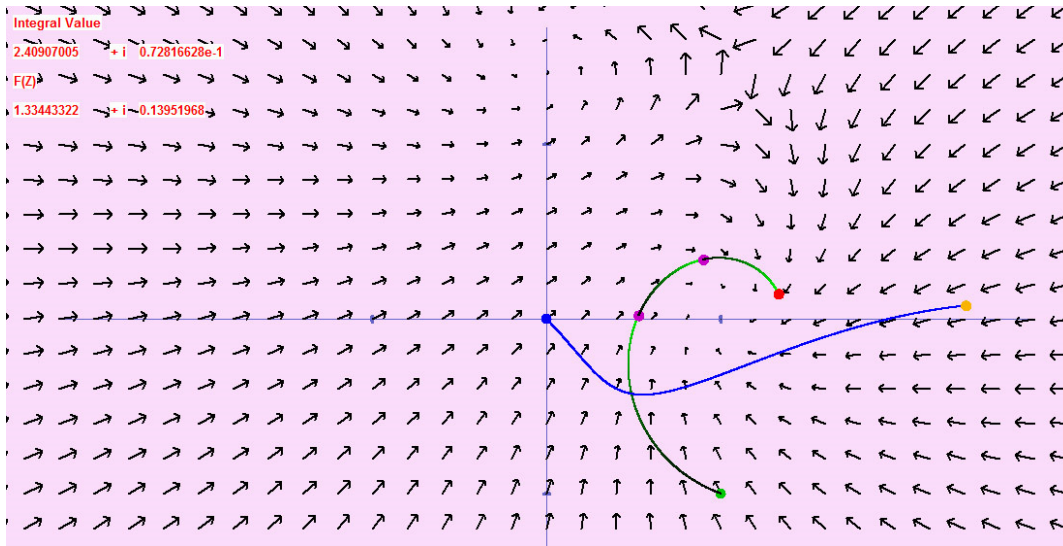 Integral Value
2.40907005 + i 0.72816628e-1
F(Z)
1.33443322 + i -0.13951968